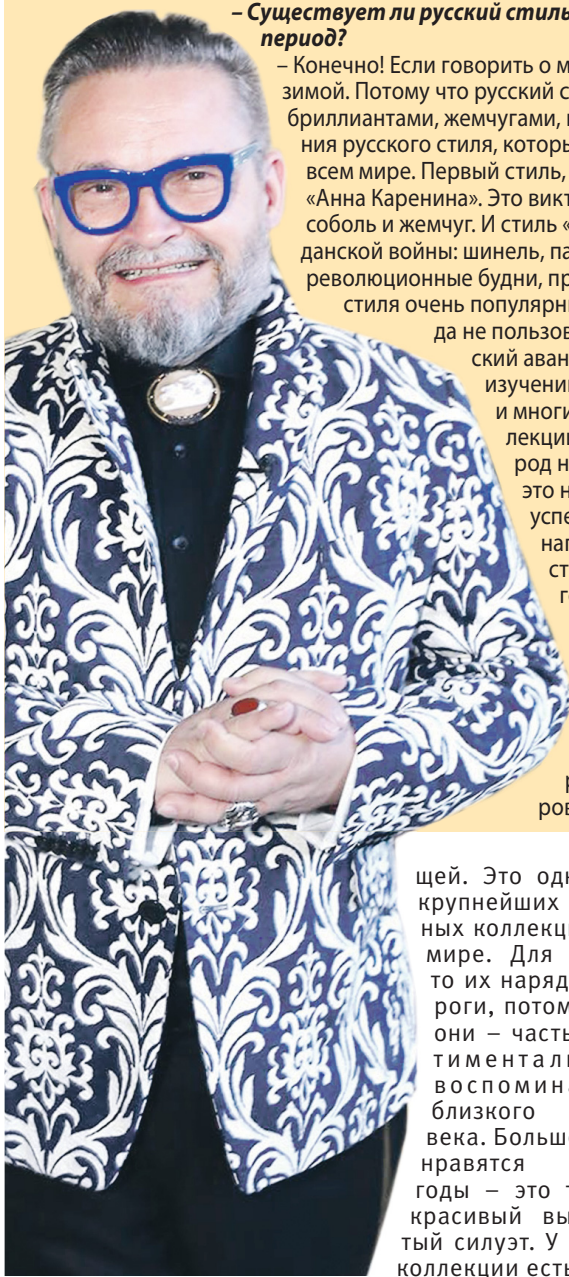 – Существует ли русский стиль
период?
– Конечно! Если говорить о м
зимой. Потому что русский с
бриллиантами, жемчугами,
ния русского стиля, которы
всем мире. Первый стиль,
«Анна Каренина». Это викт
соболь и жемчуг. И стиль «
данской войны: шинель, па
революционные будни, пр
стиля очень популярн
да не пользов
ский аван
изучени
и многи
лекци
род н
это н
успе
наг
ст
г
ров
щей. Это одн
крупнейших
ных коллекц
мире. Для
то их наряд
роги, потом
они – часть
тиментал
воспомин
близкого
века. Больш
нравятся
годы – это т
красивый вы
тый силуэт. У
коллекции есть